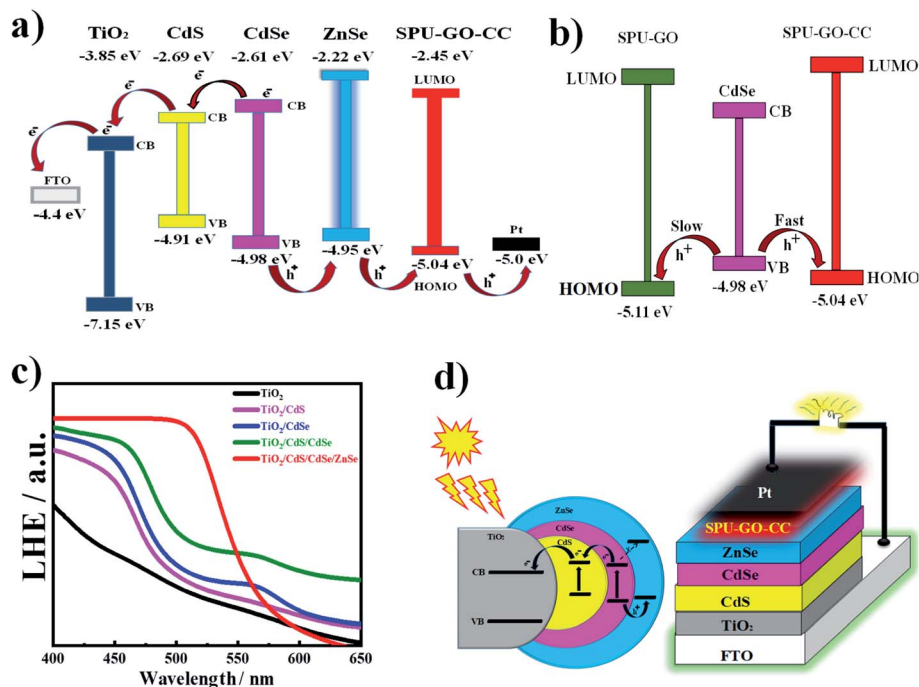 a)
TiO₂ CdS CdSe ZnSe SPU-GO-CC
-3.85 eV -2.69 eV -2.61 eV -2.22 eV -2.45 eV
LUMO
e⁻
CB
e⁻
CB
e⁻
CB
e⁻
FTO
-4.4 eV
VB
-4.91 eV
VB
-4.98 eV
-4.95 eV
-5.04 eV
HOMO
Pt
-5.0 eV
h⁺
h⁺
h⁺
VB
-7.15 eV
b)
SPU-GO
SPU-GO-CC
LUMO
LUMO
CdSe
CB
Slow
h⁺
Fast
h⁺
VB
-4.98 eV
HOMO
-5.11 eV
HOMO
-5.04 eV
c)
LHE / a.u.
TiO₂
TiO₂/CdS
TiO₂/CdSe
TiO₂/CdS/CdSe
TiO₂/CdS/CdSe/ZnSe
400 450 500 550 600 650
Wavelength/ nm
d)
ZnSe
CdSe
CdS
TiO₂
CB
VB
e⁻
e⁻
h⁺
Pt
SPU-GO-CC
ZnSe
CdSe
CdS
TiO₂
FTO